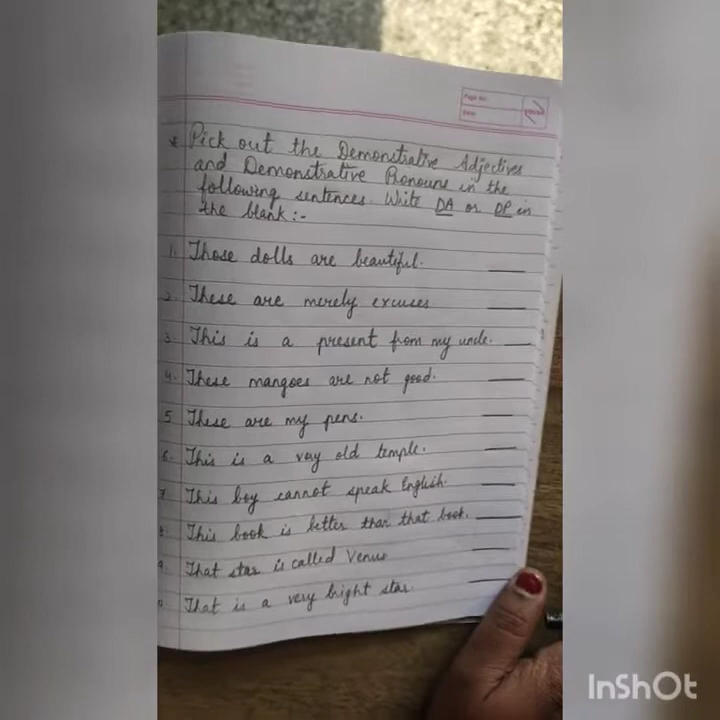 Page No.
Date
* Pick out the Demonstrative Adjectives
and Demonstrative Pronouns in the
following sentences. Write DA or DP in
the blank :-
1. Those dolls are beautiful.
2. These are merely excuses
3. This is a present from my uncle.
4. These mangoes are not good.
5. These are my pens.
6. This is a very old temple.
7. This boy cannot speak English.
8. This book is better than that book.
9. That star is called Venus
That is a very bright star.
InShOt